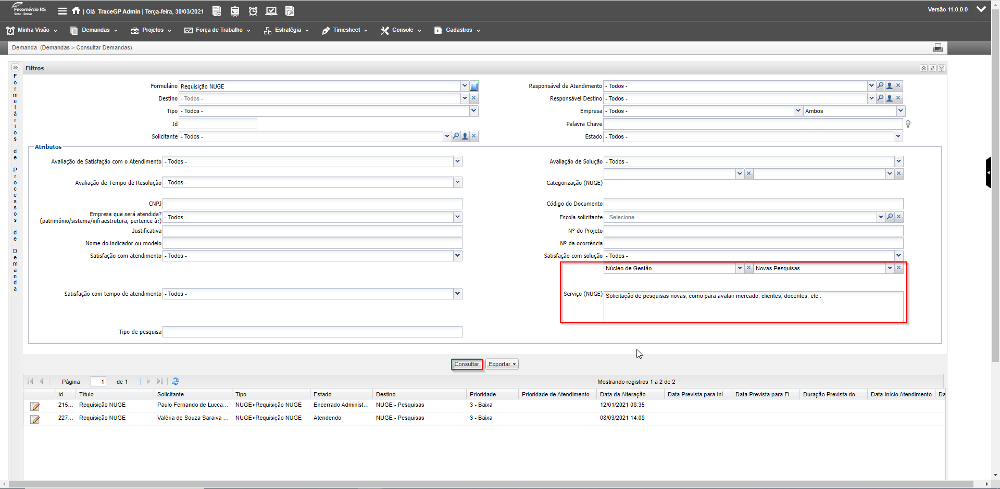 Fecomércio RS
Sesc Senac
| Olá TraceGP Admin | Terça-feira, 30/03/2021
Versão 11.0.0.0
Minha Visão
Demandas
Projetos
Força de Trabalho
Estratégia
Timesheet
Console
Cadastros
Demanda (Demandas > Consultar Demandas)
Formulários de Processos de Demanda
Filtros
Formulário Requisição NUGE
Responsável de Atendimento - Todos -
Destino - Todos -
Responsável Destino - Todos -
Tipo - Todos -
Empresa - Todos - Ambos
Id
Palavra Chave
Solicitante - Todos -
Estado - Todos -
Atributos
Avaliação de Satisfação com o Atendimento - Todos -
Avaliação de Solução - Todos -
Avaliação de Tempo de Resolução - Todos -
Categorização (NUGE)
CNPJ
Código do Documento
Empresa que será atendida?
(patrimônio/sistema/infraestrutura, pertence à:) - Todos -
Escola solicitante - Selecione -
Justificativa
Nº do Projeto
Nome do indicador ou modelo
Nº da ocorrência
Satisfação com atendimento - Todos -
Satisfação com solução - Todos -
Núcleo de Gestão Novas Pesquisas
Satisfação com tempo de atendimento - Todos -
Serviço (NUGE) Solicitação de pesquisas novas, como para avalair mercado, clientes, docentes, etc..
Tipo de pesquisa
Consultar Exportar
Página 1 de 1
Mostrando registros 1 a 2 de 2
Id Título Solicitante Tipo Estado Destino Prioridade Prioridade de Atendimento Data da Alteração Data Prevista para Iní... Data Prevista para Fi... Duração Prevista do ... Data Início Atendimento Da
215... Requisição NUGE Paulo Fernando de Lucca... NUGE>Requisição NUGE Encerrado Administ... NUGE - Pesquisas 3 - Baixa 12/01/2021 08:35
227... Requisição NUGE Valéria de Souza Saraiva ... NUGE>Requisição NUGE Atendendo NUGE - Pesquisas 3 - Baixa 08/03/2021 14:08